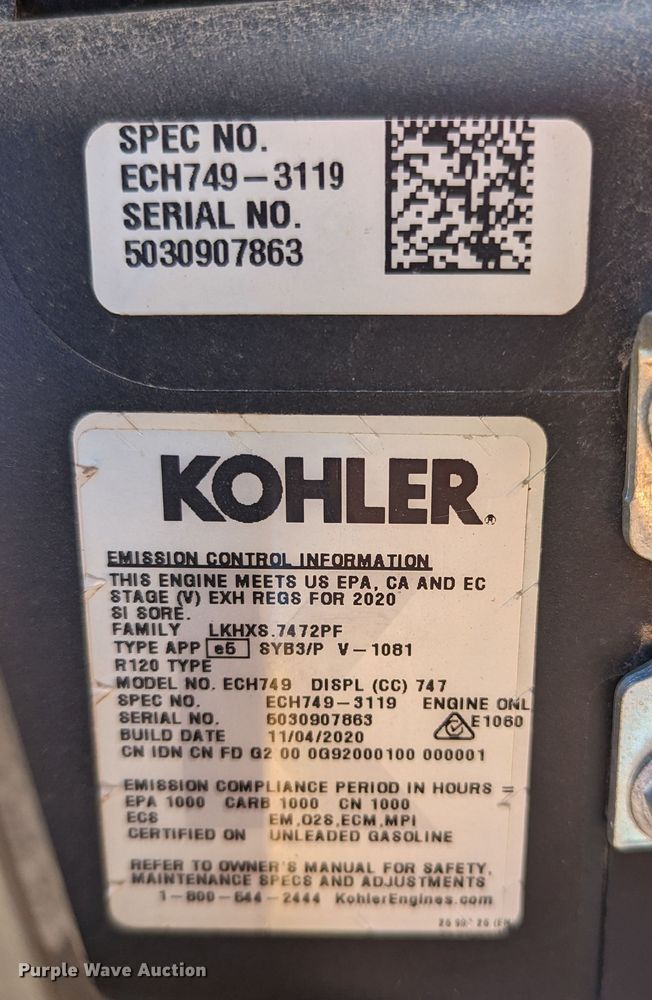 SPEC NO.
ECH749-3119
SERIAL NO.
5030907863
KOHLER®
EMISSION CONTROL INFORMATION
THIS ENGINE MEETS US EPA, CA AND EC
STAGE (V) EXH REGS FOR 2020
SI SORE.
FAMILY LKHXS.7472PF
TYPE APP e5 SYB3/P V-1081
R120 TYPE
MODEL NO. ECH749 DISPL (CC) 747
SPEC NO. ECH749-3119 ENGINE ONL
SERIAL NO. 5030907863 E1060
BUILD DATE 11/04/2020
CN IDN CN FD G2 00 0G92000100 000001
EMISSION COMPLIANCE PERIOD IN HOURS =
EPA 1000 CARB 1000 CN 1000
ECS EM,O2S,ECM,MPI
CERTIFIED ON UNLEADED GASOLINE
REFER TO OWNER'S MANUAL FOR SAFETY,
MAINTENANCE SPECS AND ADJUSTMENTS
1-800-544-2444 KohlerEngines.com
Purple Wave Auction